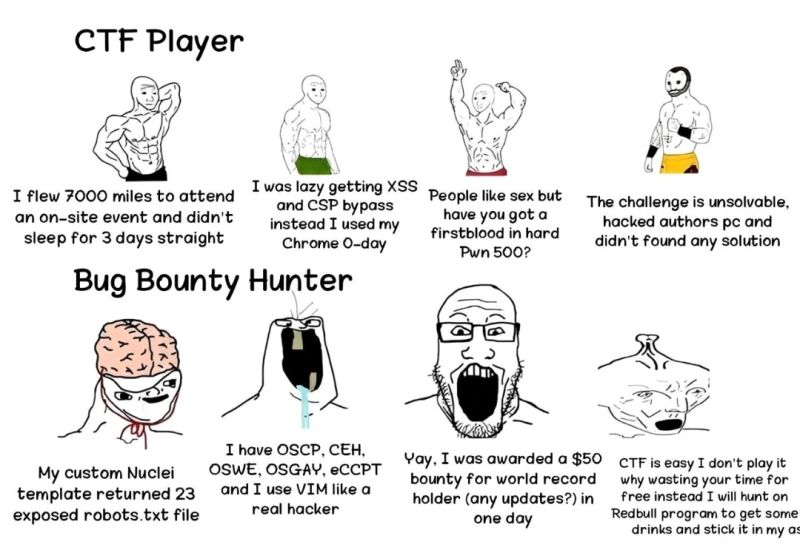 CTF Player
I flew 7000 miles to attend
an on-site event and didn't
sleep for 3 days straight
I was lazy getting XSS
and CSP bypass
instead I used my
Chrome 0-day
People like sex but
have you got a
firstblood in hard
Pwn 500?
The challenge is unsolvable,
hacked authors pc and
didn't found any solution
Bug Bounty Hunter
My custom Nuclei
template returned 23
exposed robots.txt file
I have OSCP, CEH,
OSWE, OSGAY, eCCPT
and I use VIM like a
real hacker
Yay, I was awarded a $50
bounty for world record
holder (any updates?) in
one day
CTF is easy I don't play it
why wasting your time for
free instead I will hunt on
Redbull program to get some
drinks and stick it in my